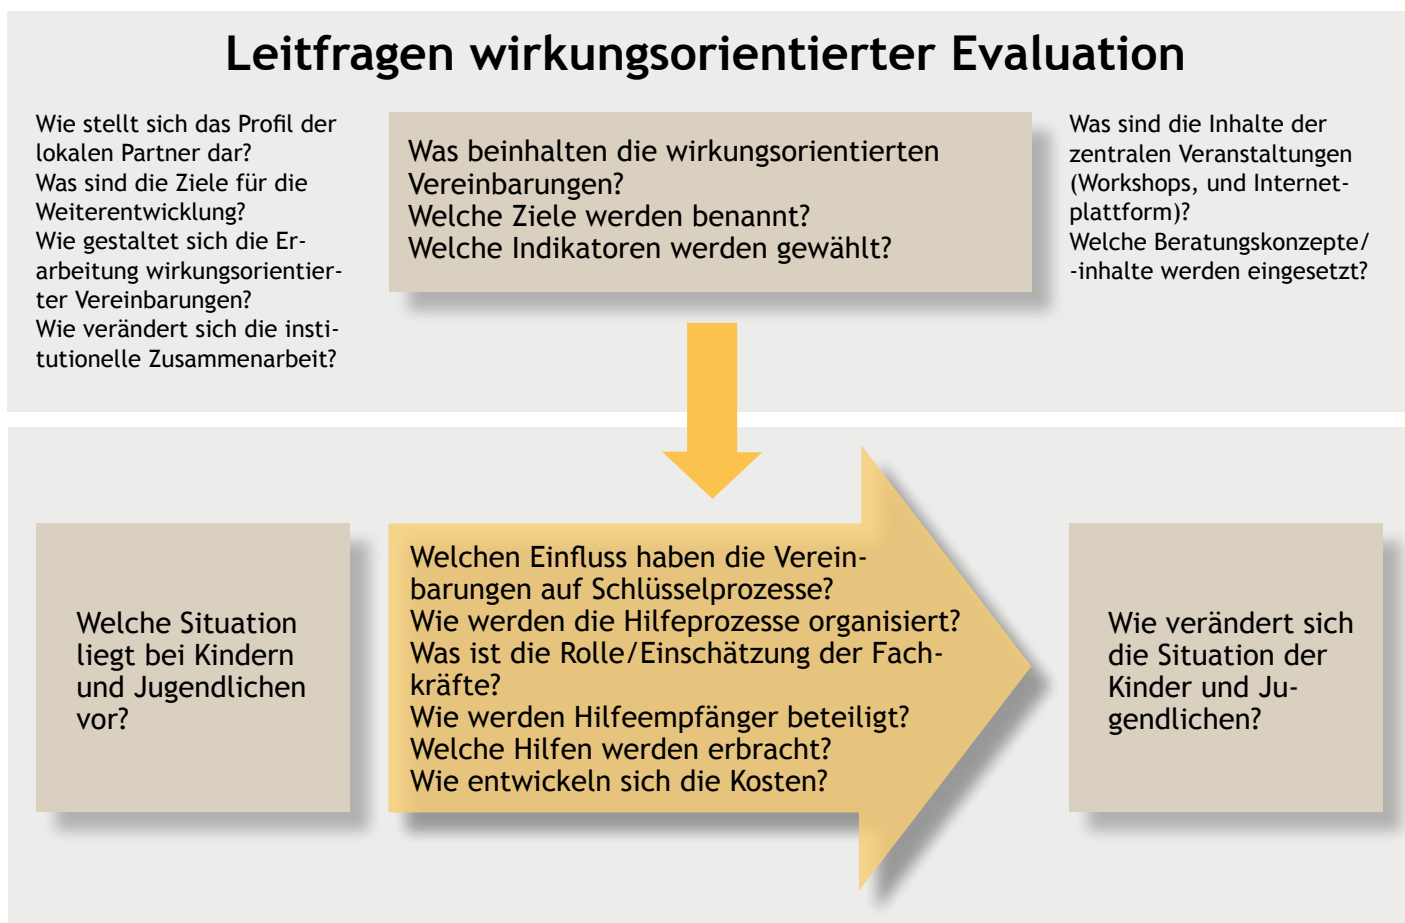 Leitfragen wirkungsorientierter Evaluation
Wie stellt sich das Profil der
lokalen Partner dar?
Was sind die Ziele für die
Weiterentwicklung?
Wie gestaltet sich die Er-
arbeitung wirkungsorientier-
ter Vereinbarungen?
Wie verändert sich die insti-
tutionelle Zusammenarbeit?
Was beinhalten die wirkungsorientierten
Vereinbarungen?
Welche Ziele werden benannt?
Welche Indikatoren werden gewählt?
Was sind die Inhalte der
zentralen Veranstaltungen
(Workshops, und Internet-
plattform)?
Welche Beratungskonzepte/
-inhalte werden eingesetzt?
Welche Situation
liegt bei Kindern
und Jugendlichen
vor?
Welchen Einfluss haben die Verein-
barungen auf Schlüsselprozesse?
Wie werden die Hilfeprozesse organisiert?
Was ist die Rolle/Einschätzung der Fach-
kräfte?
Wie werden Hilfeempfänger beteiligt?
Welche Hilfen werden erbracht?
Wie entwickeln sich die Kosten?
Wie verändert sich
die Situation der
Kinder und Ju-
gendlichen?